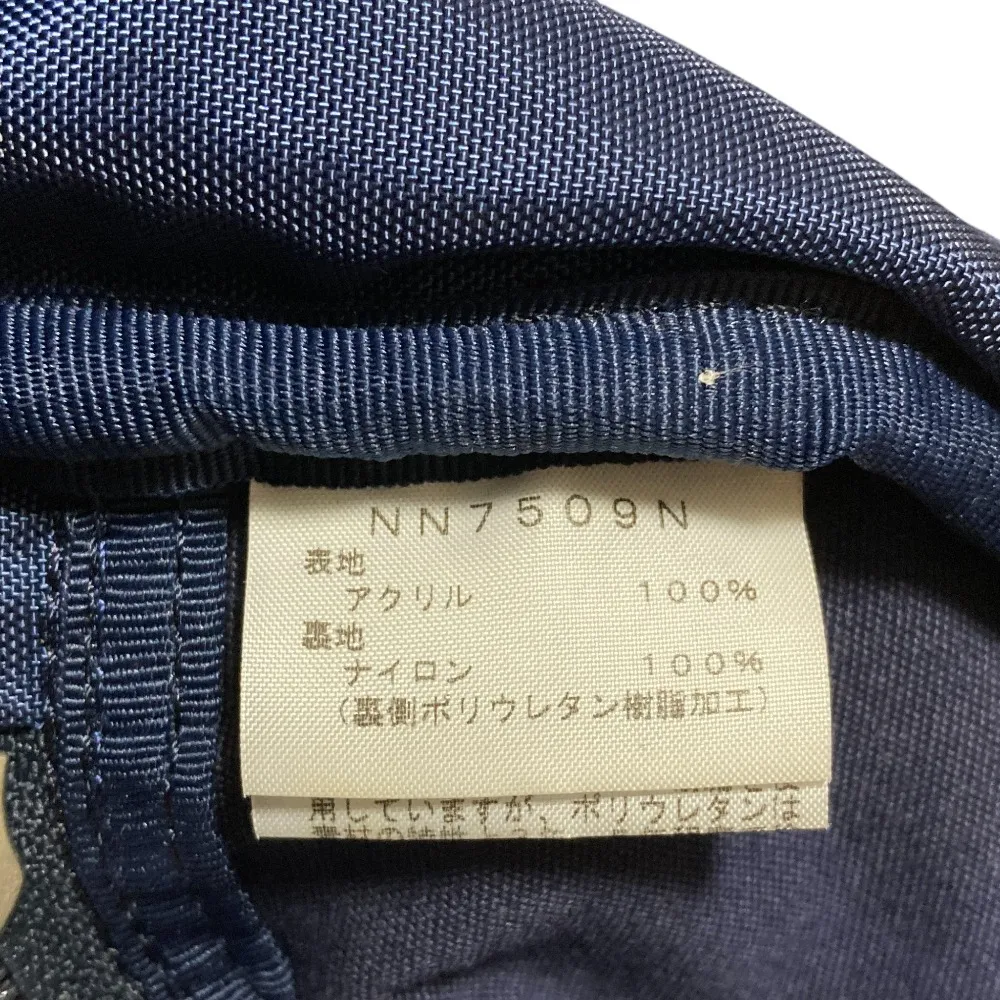 NN7509N
表地
アクリル 100%
裏地
ナイロン 100%
(裏側ポリウレタン樹脂加工)
用していますが、ポリウレタンは